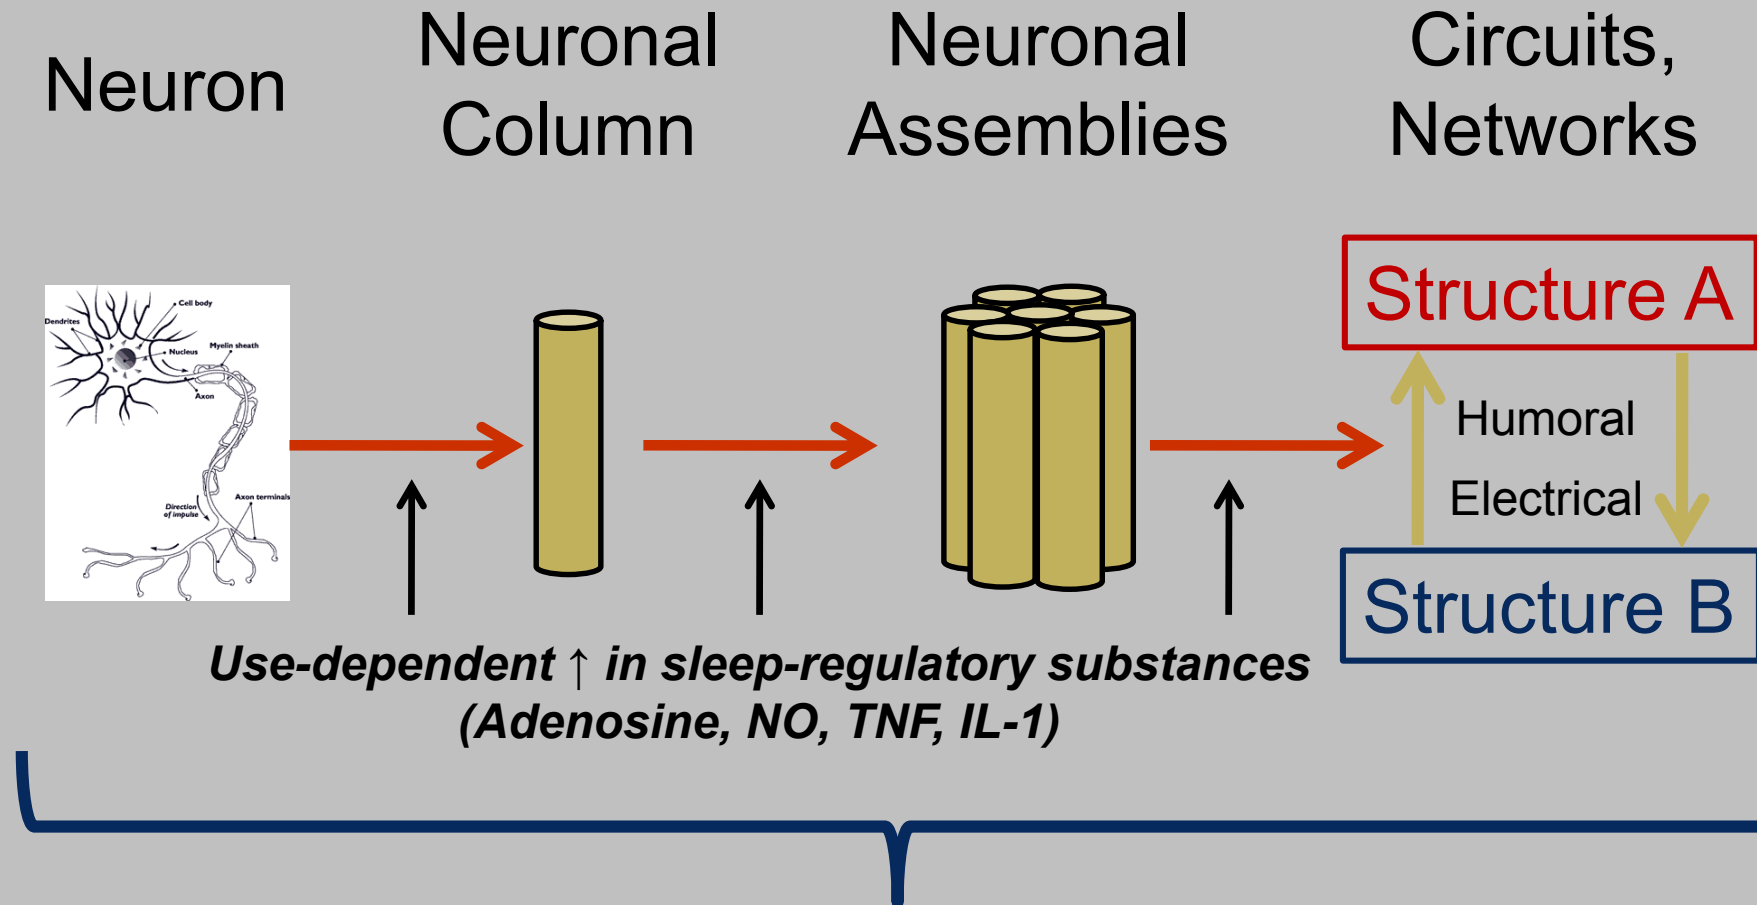 Neuron
Neuronal
Column
Neuronal
Assemblies
Circuits,
Networks
Cell body
Dendrites
Nucleus
Myelin sheath
Axon
Axon terminals
Direction
of impulse
Structure A
Humoral
Electrical
Structure B
Use-dependent ↑ in sleep-regulatory substances
(Adenosine, NO, TNF, IL-1)